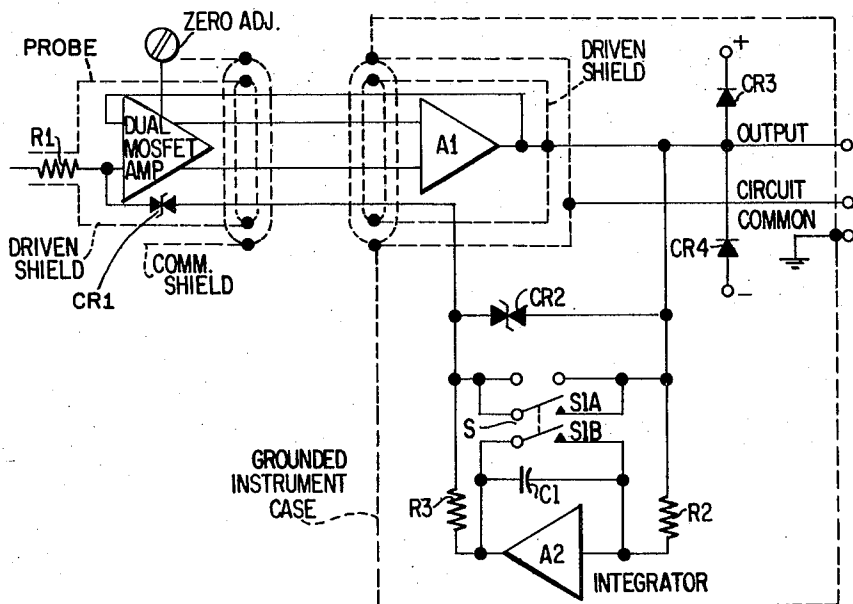 ZERO ADJ.
PROBE
DRIVEN
SHIELD
+
CR3
R1
DUAL
MOSFET
AMP
A1
OUTPUT
CIRCUIT
COMMON
DRIVEN
SHIELD
COMM.
SHIELD
CR1
CR4
-
CR2
S1A
S
S1B
GROUNDED
INSTRUMENT
CASE
C1
R3
R2
A2
INTEGRATOR